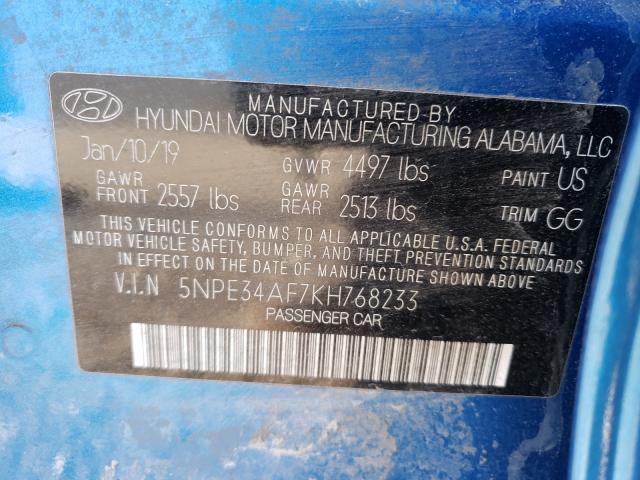 MANUFACTURED BY
HYUNDAI MOTOR MANUFACTURING ALABAMA, LLC
Jan/10/19 GVWR 4497 lbs PAINT US
GAWR FRONT 2557 lbs GAWR REAR 2513 lbs TRIM GG
THIS VEHICLE CONFORMS TO ALL APPLICABLE U.S.A. FEDERAL
MOTOR VEHICLE SAFETY, BUMPER, AND THEFT PREVENTION STANDARDS
IN EFFECT ON THE DATE OF MANUFACTURE SHOWN ABOVE.
V.I.N 5NPE34AF7KH768233
PASSENGER CAR